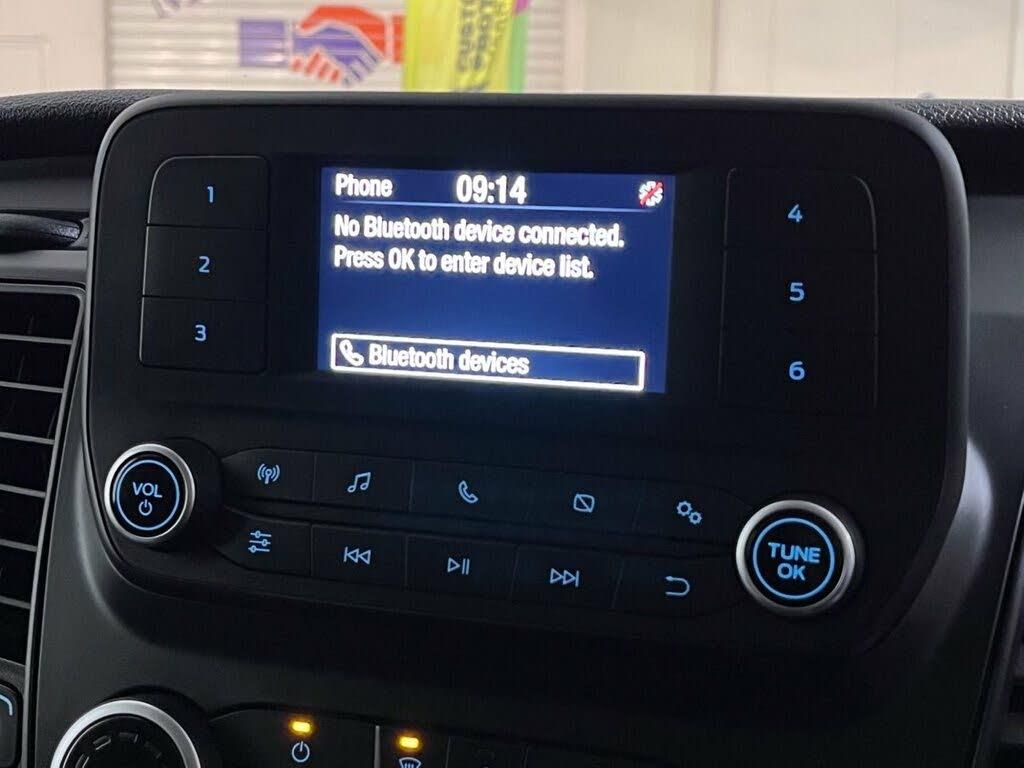 Phone 09:14
No Bluetooth device connected.
Press OK to enter device list.
Bluetooth devices
1
2
3
4
5
6
VOL
TUNE
OK
CUSTO